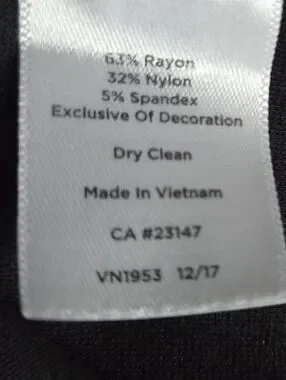 63% Rayon
32% Nylon
5% Spandex
Exclusive Of Decoration
Dry Clean
Made In Vietnam
CA #23147
VN1953 12/17